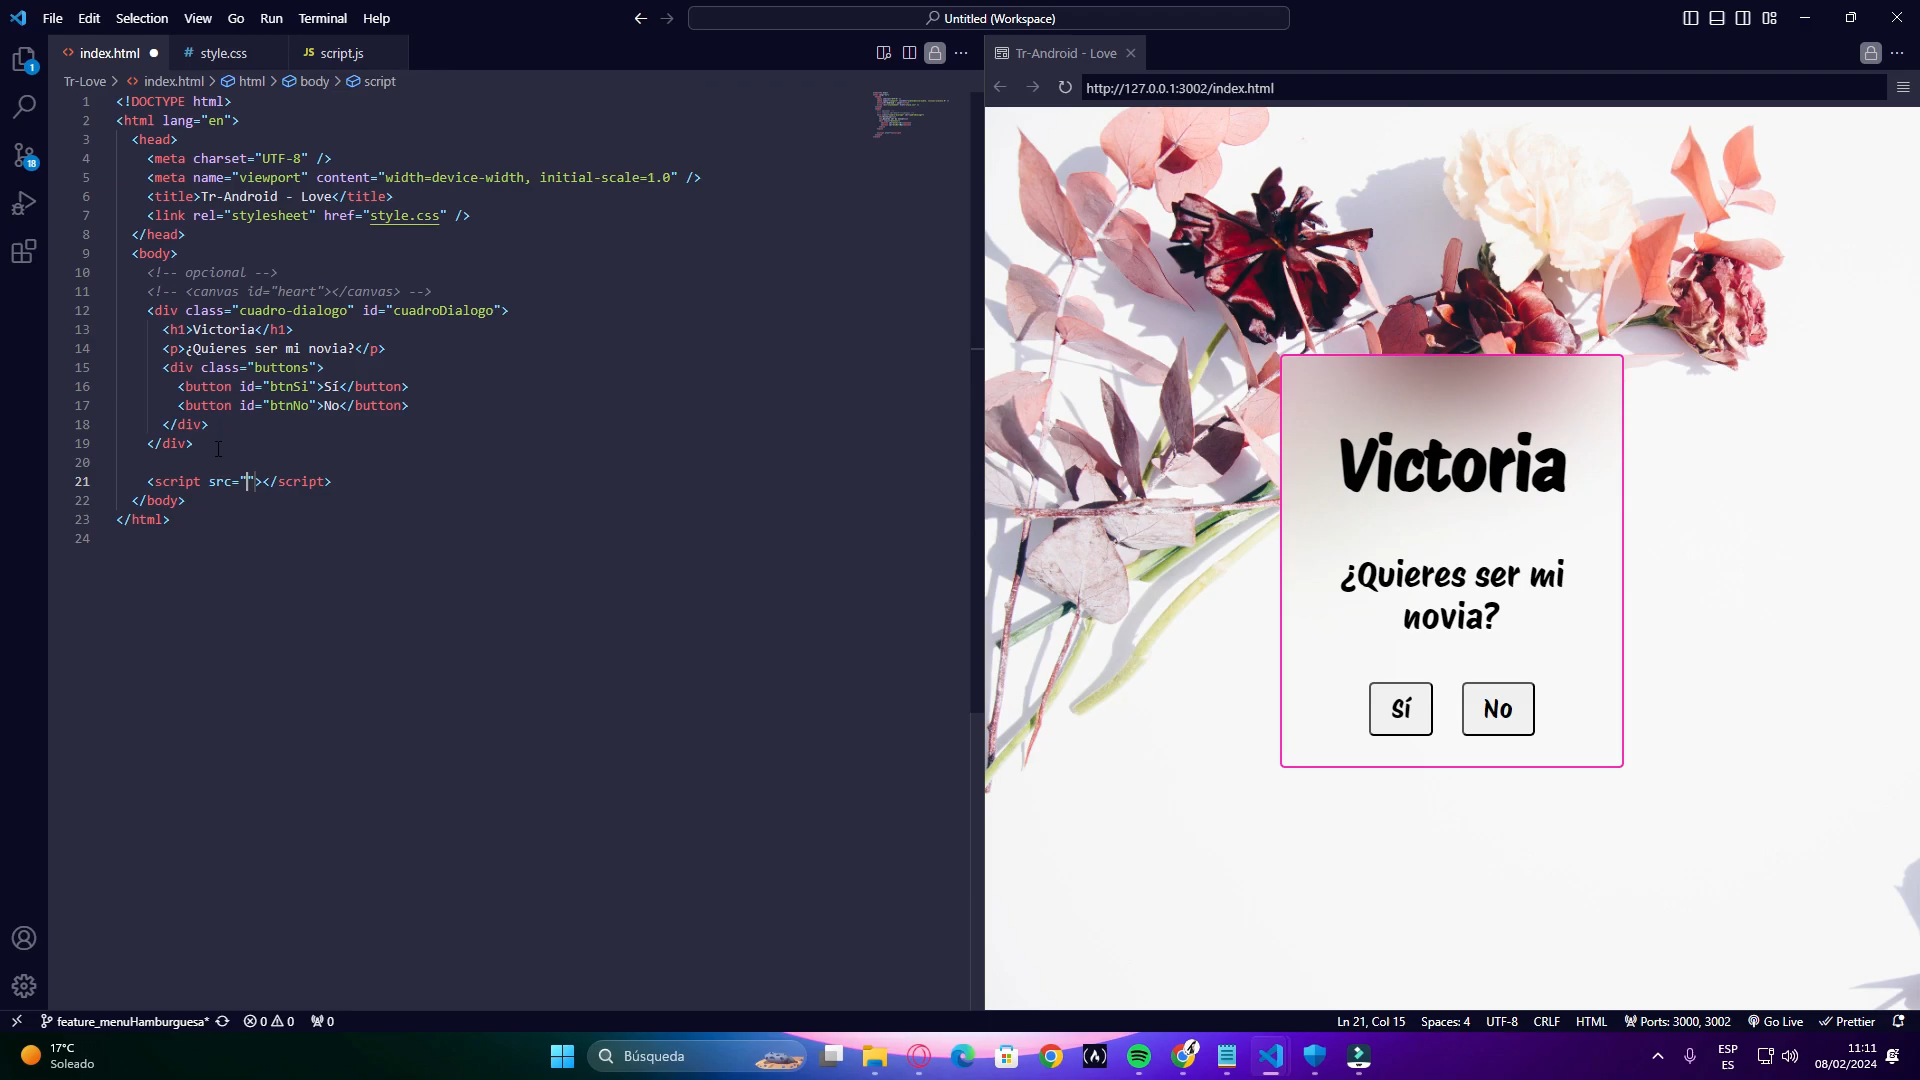 File Edit Selection View Go Run Terminal Help
Untitled (Workspace)
index.html
# style.css
JS script.js
Tr-Android - Love
Tr-Love > index.html > html > body > script
http://127.0.0.1:3002/index.html
1 <!DOCTYPE html>
2 <html lang="en">
3 <head>
4 <meta charset="UTF-8" />
5 <meta name="viewport" content="width=device-width, initial-scale=1.0" />
6 <title>Tr-Android - Love</title>
7 <link rel="stylesheet" href="style.css" />
8 </head>
9 <body>
10 <!-- opcional -->
11 <!-- <canvas id="heart"></canvas> -->
12 <div class="cuadro-dialogo" id="cuadroDialogo">
13 <h1>Victoria</h1>
14 <p>¿Quieres ser mi novia?</p>
15 <div class="buttons">
16 <button id="btnSi">Sí</button>
17 <button id="btnNo">No</button>
18 </div>
19 </div>
20
21 <script src=""></script>
22 </body>
23 </html>
24
1
18
Victoria
¿Quieres ser mi
novia?
Sí
No
feature_menuHamburguesa*
0 0
0
Ln 21, Col 15
Spaces: 4
UTF-8
CRLF
HTML
Ports: 3000, 3002
Go Live
Prettier
17°C
Soleado
Búsqueda
ESP
ES
11:11
08/02/2024